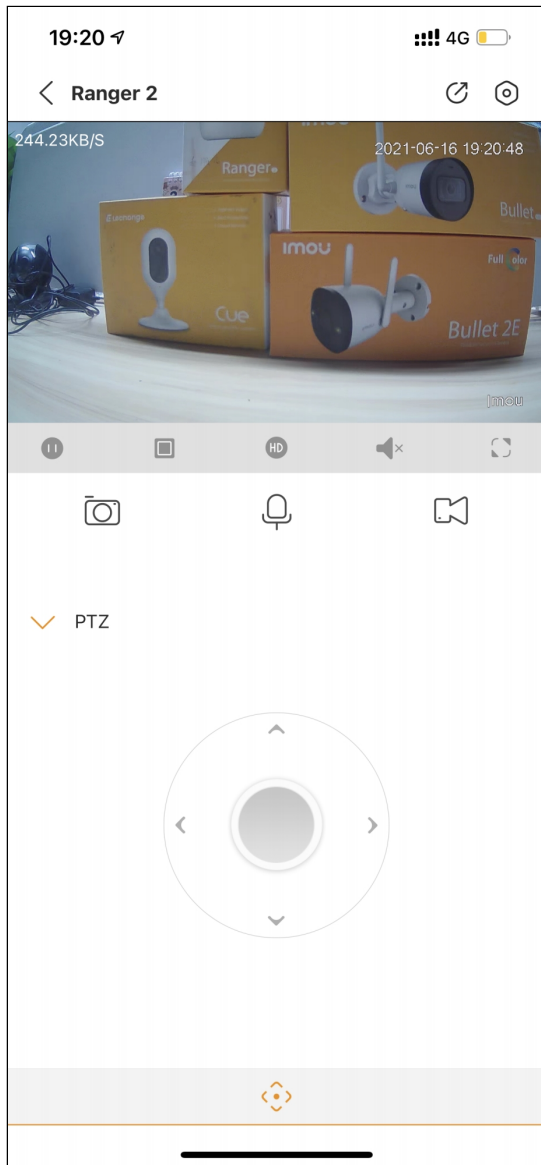 19:20
4G
Ranger 2
244.23KB/S
2021-06-16 19:20:48
imou
Ranger
Bullet
imou
Full Color
Cue
Bullet 2E
Imou
HD
PTZ